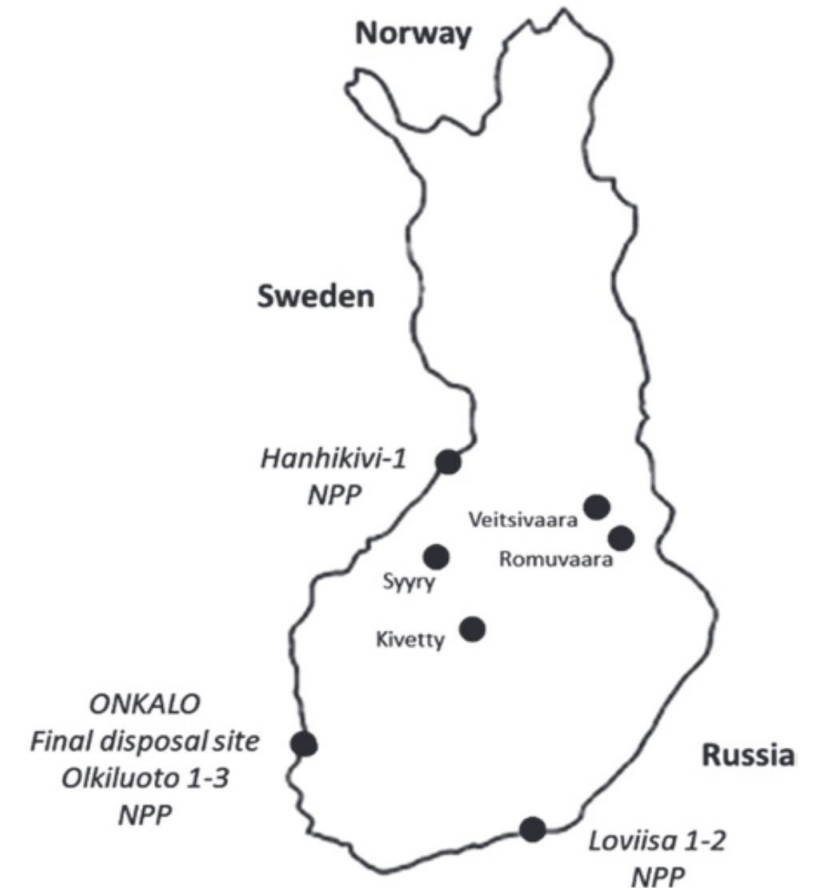 Norway
Sweden
Hanhikivi-1
NPP
Veitsivaara
Romuvaara
Syyry
Kivetty
ONKALO
Final disposal site
Olkiluoto 1-3
NPP
Russia
Loviisa 1-2
NPP